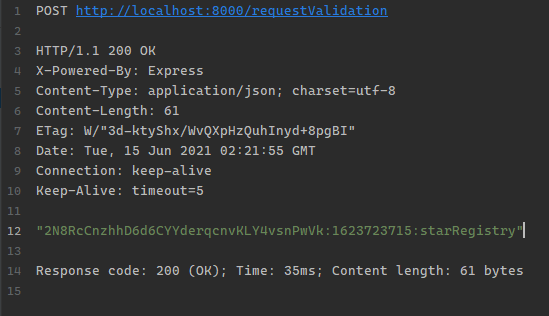 1 POST http://localhost:8000/requestValidation
2
3 HTTP/1.1 200 OK
4 X-Powered-By: Express
5 Content-Type: application/json; charset=utf-8
6 Content-Length: 61
7 ETag: W/"3d-ktyShx/WvQXpHzQuhInyd+8pgBI"
8 Date: Tue, 15 Jun 2021 02:21:55 GMT
9 Connection: keep-alive
10 Keep-Alive: timeout=5
11
12 "2N8RcCnzhhD6d6CYYderqcnvKLY4vsnPwVk:1623723715:starRegistry"
13
14 Response code: 200 (OK); Time: 35ms; Content length: 61 bytes
15